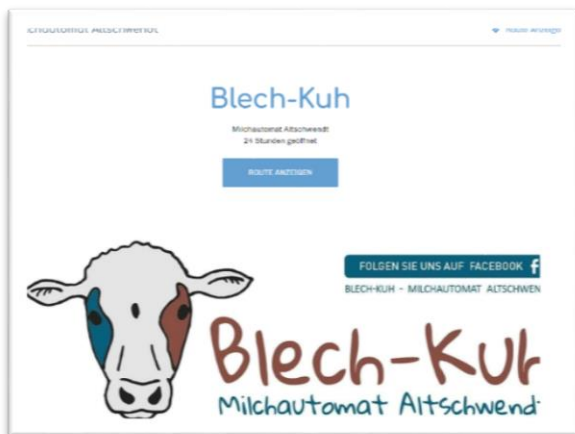 Blech-Kuh
Milchautomat Altschwendt
24 Stunden geöffnet
ROUTE ANZEIGEN
FOLGEN SIE UNS AUF FACEBOOK f
BLECH-KUH - MILCHAUTOMAT ALTSCHWEN
Blech-Kuh
Milchautomat Altschwend